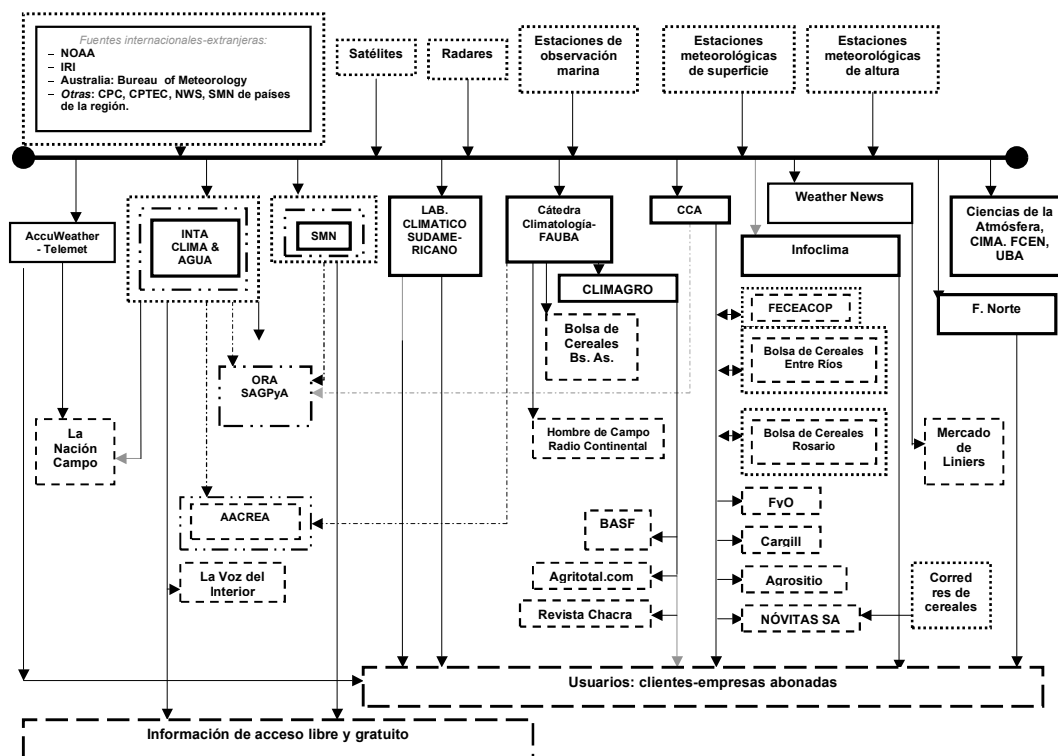 Fuentes internacionales-extranjeras:
– NOAA
– IRI
– Australia: Bureau of Meteorology
– Otras: CPC, CPTEC, NWS, SMN de países
de la región.
Satélites
Radares
Estaciones de
observación
marina
Estaciones
meteorológicas
de superficie
Estaciones
meteorológicas
de altura
AccuWeather
- Telemet
INTA
CLIMA &
AGUA
SMN
LAB.
CLIMATICO
SUDAME-
RICANO
Cátedra
Climatología-
FAUBA
CCA
Weather News
Infoclima
Ciencias de la
Atmósfera,
CIMA. FCEN,
UBA
CLIMAGRO
F. Norte
Bolsa de
Cereales
Bs. As.
FECEACOP
Bolsa de Cereales
Entre Ríos
ORA
SAGPyA
La
Nación
Campo
Hombre de Campo
Radio Continental
Bolsa de Cereales
Rosario
Mercado
de
Liniers
AACREA
FyO
BASF
Cargill
La Voz del
Interior
Agritotal.com
Agrositio
Corred
res de
cereales
Revista Chacra
NÓVITAS SA
Usuarios: clientes-empresas abonadas
Información de acceso libre y gratuito